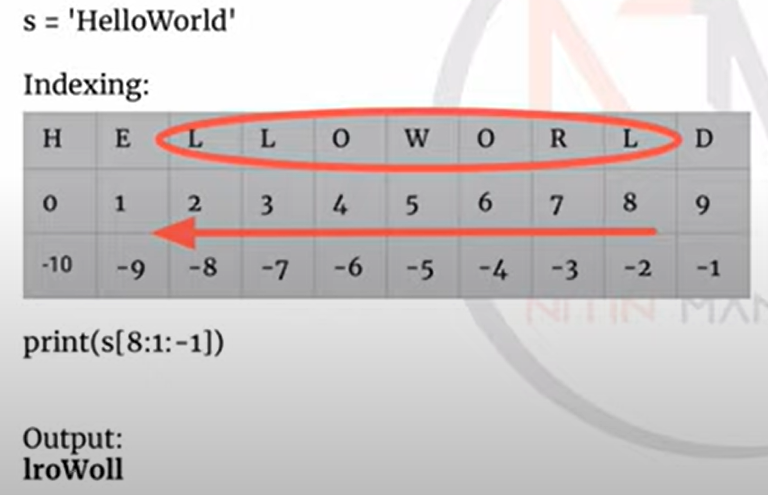 s = 'HelloWorld'
Indexing:
H E L L O W O R L D
0 1 2 3 4 5 6 7 8 9
-10 -9 -8 -7 -6 -5 -4 -3 -2 -1
NITIN MAN
print(s[8:1:-1])
Output:
lroWoll